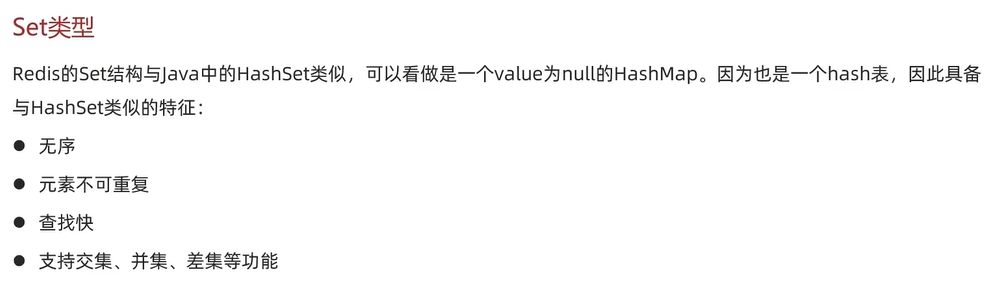 Set类型
Redis的Set结构与Java中的HashSet类似，可以看做是一个value为null的HashMap。因为也是一个hash表，因此具备
与HashSet类似的特征：
● 无序
● 元素不可重复
● 查找快
● 支持交集、并集、差集等功能